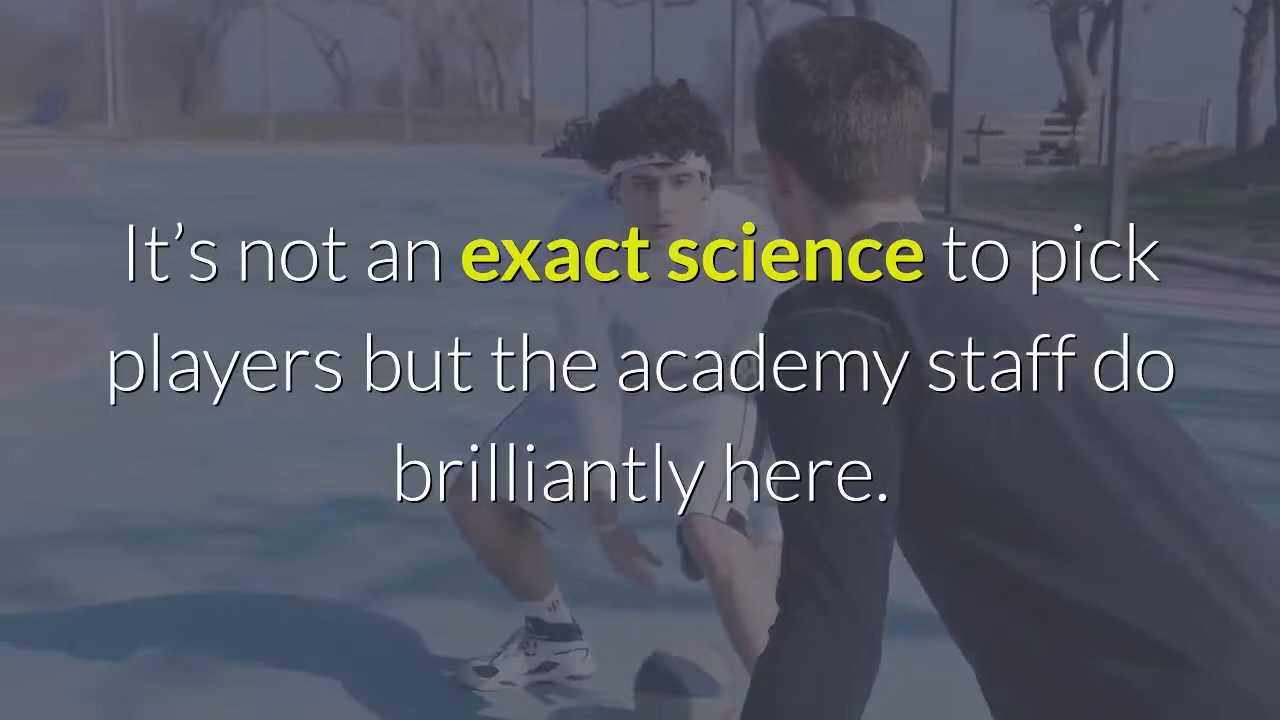 It’s not an exact science to pick
players but the academy staff do
brilliantly here.